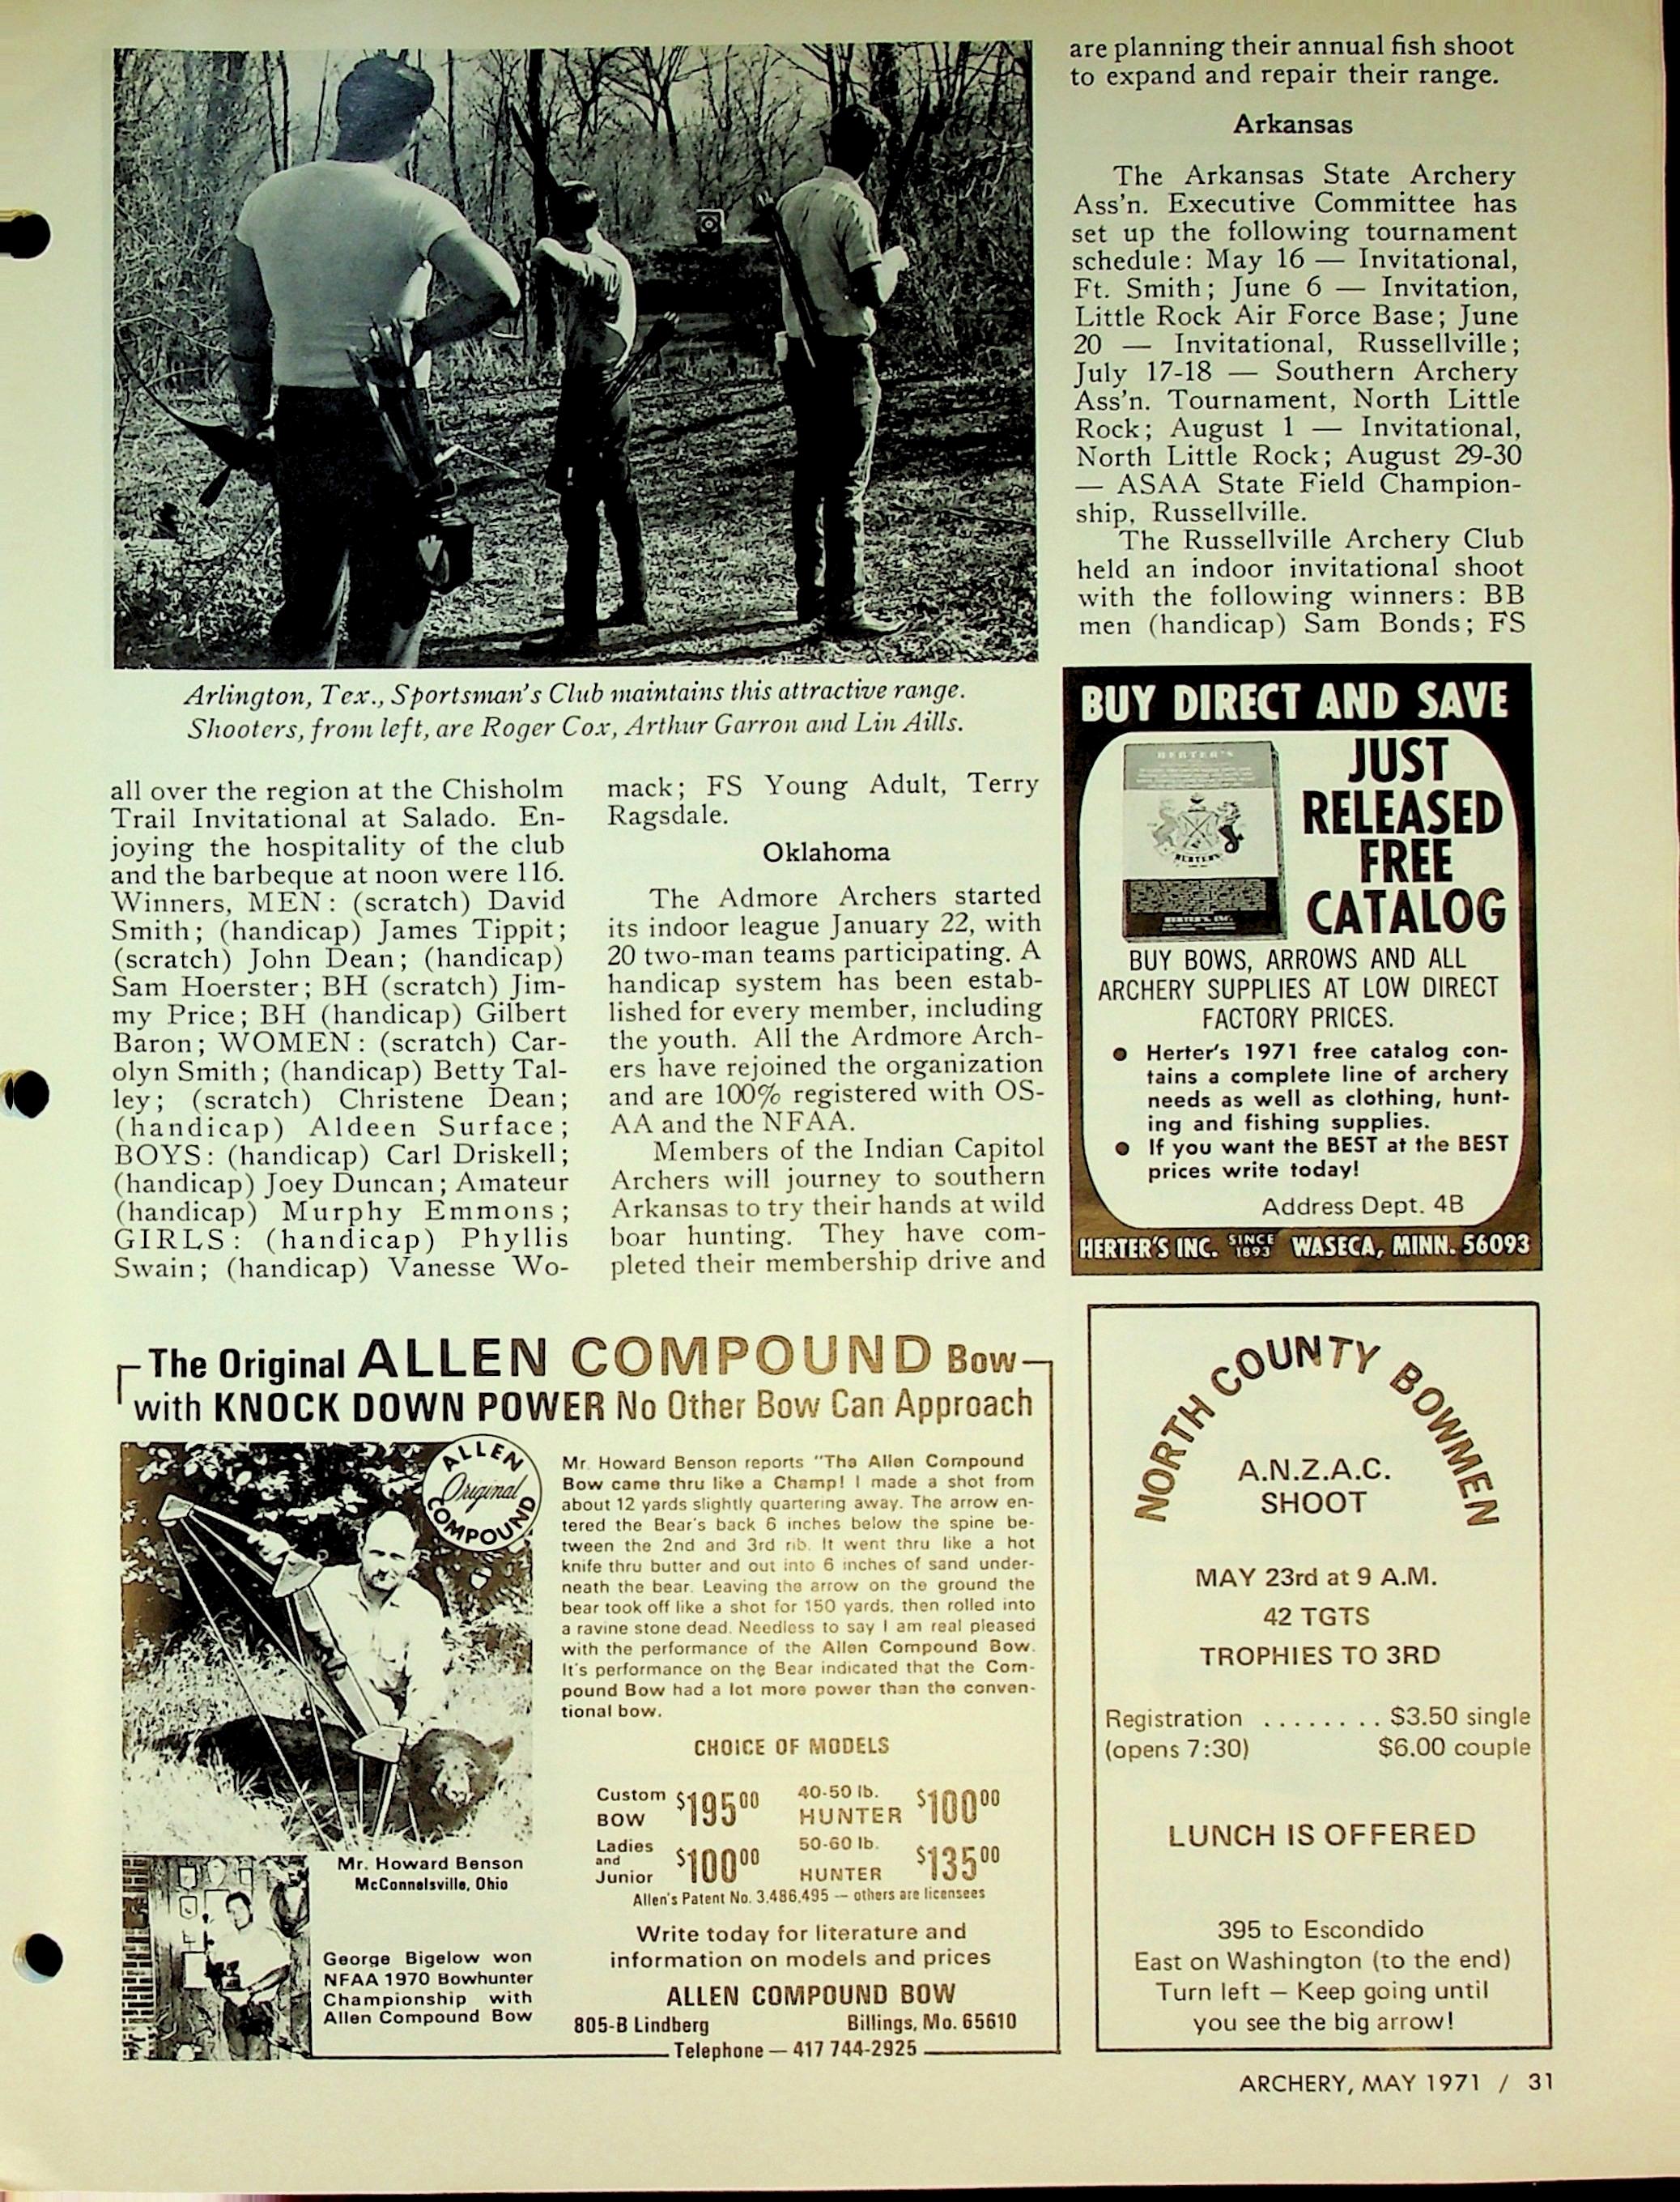 Arlington, Tex., Sportsman's Club maintains this attractive range.
Shooters, from left, are Roger Cox, Arthur Garron and Lin Aills.
all over the region at the Chisholm
Trail Invitational at Salado. En-
joying the hospitality of the club
and the barbeque at noon were 116.
Winners, MEN: (scratch) David
Smith; (handicap) James Tippit;
(scratch) John Dean; (handicap)
Sam Hoerster; BH (scratch) Jim-
my Price; BH (handicap) Gilbert
Baron; WOMEN: (scratch) Car-
olyn Smith; (handicap) Betty Tal-
ley; (scratch) Christene Dean;
(handicap) Aldeen Surface;
BOYS: (handicap) Carl Driskell;
(handicap) Joey Duncan; Amateur
(handicap) Murphy Emmons;
GIRLS: (handicap) Phyllis
Swain; (handicap) Vanesse Wo-
mack; FS Young Adult, Terry
Ragsdale.
Oklahoma
The Admore Archers started
its indoor league January 22, with
20 two-man teams participating. A
handicap system has been estab-
lished for every member, including
the youth. All the Ardmore Arch-
ers have rejoined the organization
and are 100% registered with OS-
AA and the NFAA.
Members of the Indian Capitol
Archers will journey to southern
Arkansas to try their hands at wild
boar hunting. They have com-
pleted their membership drive and
are planning their annual fish shoot
to expand and repair their range.
Arkansas
The Arkansas State Archery
Ass'n. Executive Committee has
set up the following tournament
schedule: May 16 — Invitational,
Ft. Smith; June 6 — Invitation,
Little Rock Air Force Base; June
20 — Invitational, Russellville;
July 17-18 — Southern Archery
Ass'n. Tournament, North Little
Rock; August 1 — Invitational,
North Little Rock; August 29-30
— ASAA State Field Champion-
ship, Russellville.
The Russellville Archery Club
held an indoor invitational shoot
with the following winners: BB
men (handicap) Sam Bonds; FS
BUY DIRECT AND SAVE
HERTER'S
HERTER'S
HERTER'S, INC.
JUST
RELEASED
FREE
CATALOG
BUY BOWS, ARROWS AND ALL
ARCHERY SUPPLIES AT LOW DIRECT
FACTORY PRICES.
● Herter's 1971 free catalog con-
tains a complete line of archery
needs as well as clothing, hunt-
ing and fishing supplies.
● If you want the BEST at the BEST
prices write today!
Address Dept. 4B
HERTER'S INC. SINCE 1893 WASECA, MINN. 56093
The Original ALLEN COMPOUND Bow
with KNOCK DOWN POWER No Other Bow Can Approach
ALLEN
Original
COMPOUND
Mr. Howard Benson
McConnelsville, Ohio
George Bigelow won
NFAA 1970 Bowhunter
Championship with
Allen Compound Bow
Mr. Howard Benson reports "The Allen Compound
Bow came thru like a Champ! I made a shot from
about 12 yards slightly quartering away. The arrow en-
tered the Bear's back 6 inches below the spine be-
tween the 2nd and 3rd rib. It went thru like a hot
knife thru butter and out into 6 inches of sand under-
neath the bear. Leaving the arrow on the ground the
bear took off like a shot for 150 yards, then rolled into
a ravine stone dead. Needless to say I am real pleased
with the performance of the Allen Compound Bow.
It's performance on the Bear indicated that the Com-
pound Bow had a lot more power than the conven-
tional bow.
CHOICE OF MODELS
Custom BOW $195.00 40-50 lb. HUNTER $100.00
Ladies and Junior $100.00 50-60 lb. HUNTER $135.00
Allen's Patent No. 3,486,495 — others are licensees
Write today for literature and
information on models and prices
ALLEN COMPOUND BOW
805-B Lindberg Billings, Mo. 65610
Telephone — 417 744-2925
NORTH COUNTY BOWMEN
A.N.Z.A.C.
SHOOT
MAY 23rd at 9 A.M.
42 TGTS
TROPHIES TO 3RD
Registration ........ $3.50 single
(opens 7:30) $6.00 couple
LUNCH IS OFFERED
395 to Escondido
East on Washington (to the end)
Turn left — Keep going until
you see the big arrow!
ARCHERY, MAY 1971 / 31